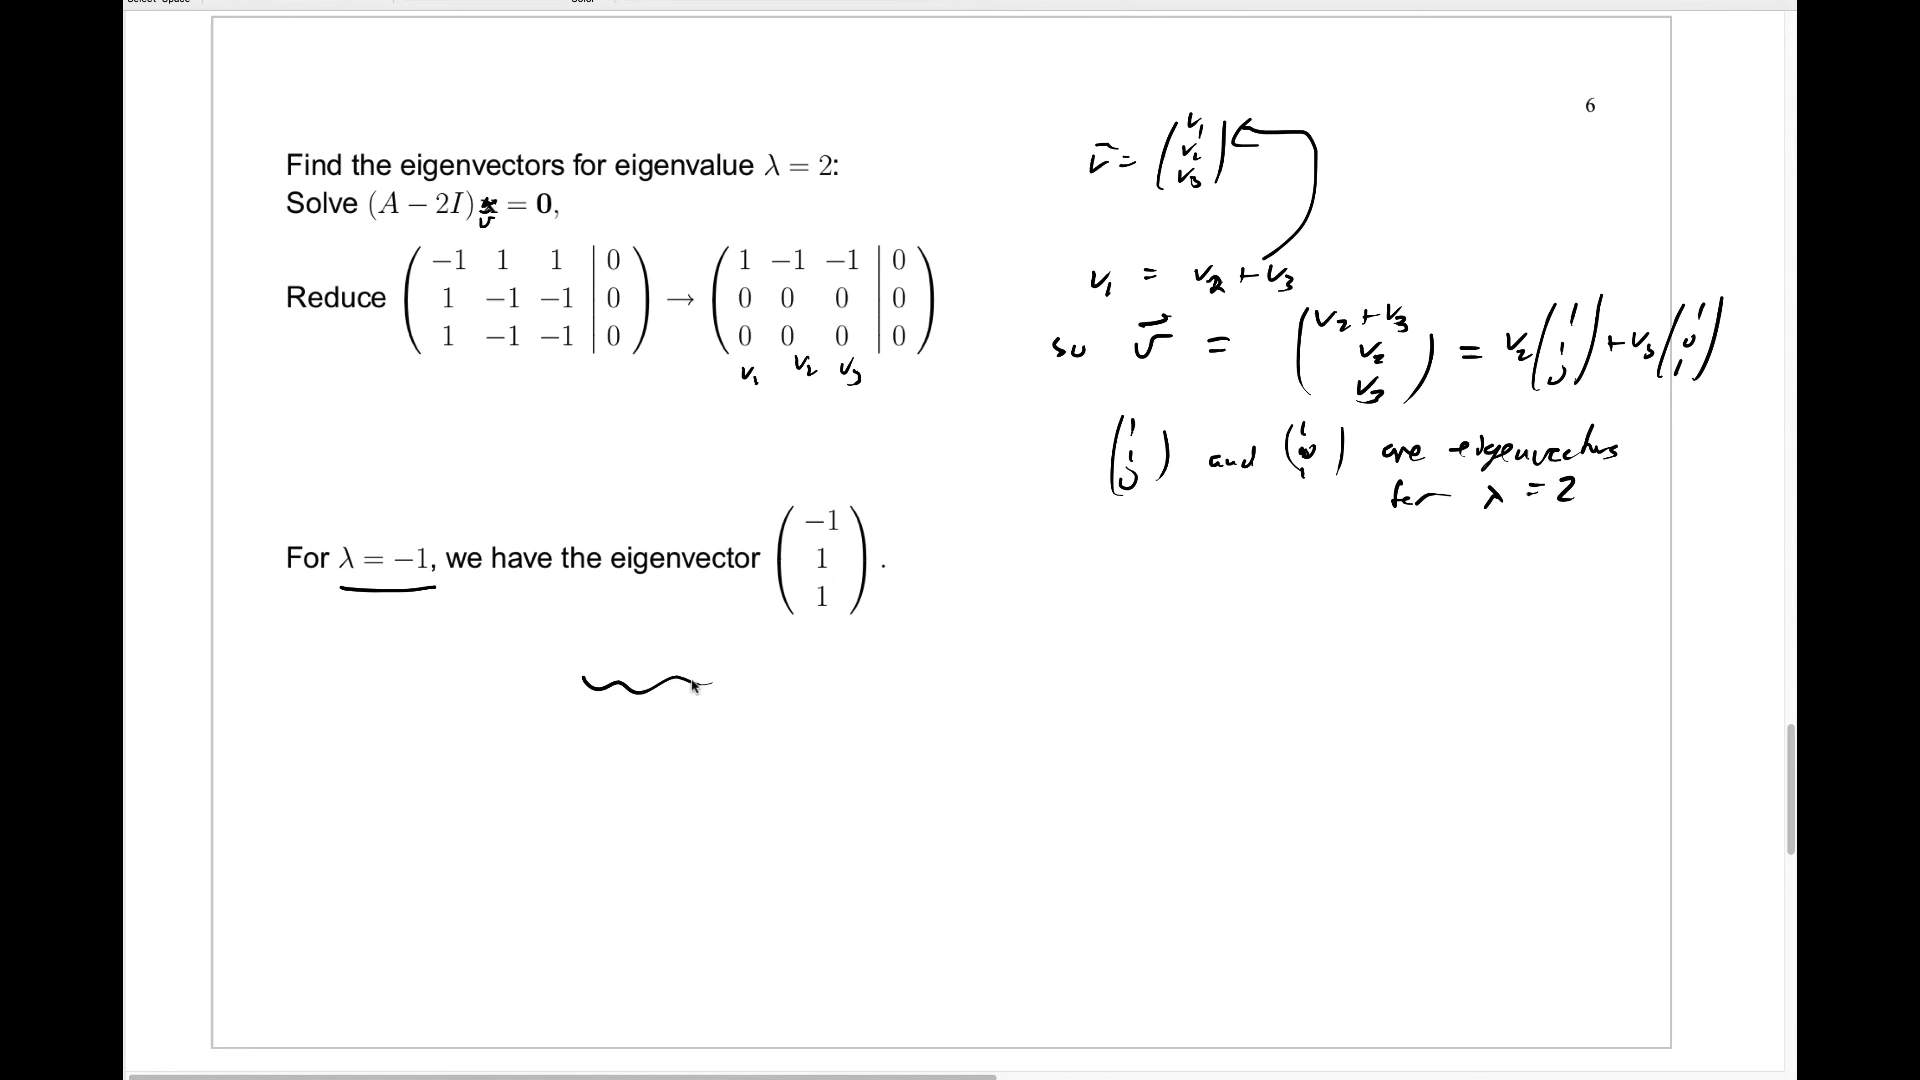 Select Space
Color
6
Find the eigenvectors for eigenvalue λ = 2:
Solve (A − 2I)x = 0,
v
Reduce ( −1 1 1 | 0 ) → ( 1 −1 −1 | 0 )
( 1 −1 −1 | 0 ) ( 0 0 0 | 0 )
( 1 −1 −1 | 0 ) ( 0 0 0 | 0 )
v₁ v₂ v₃
For λ = −1, we have the eigenvector ( −1
1
1 ) .
v = ( v₁
v₂
v₃ )
v₁ = v₂ + v₃
so v⃗ = ( v₂ + v₃
v₂
v₃ ) = v₂ ( 1
1
0 ) + v₃ ( 1
0
1 )
( 1
1
0 ) and ( 1
0
1 ) are eigenvectors
for λ = 2